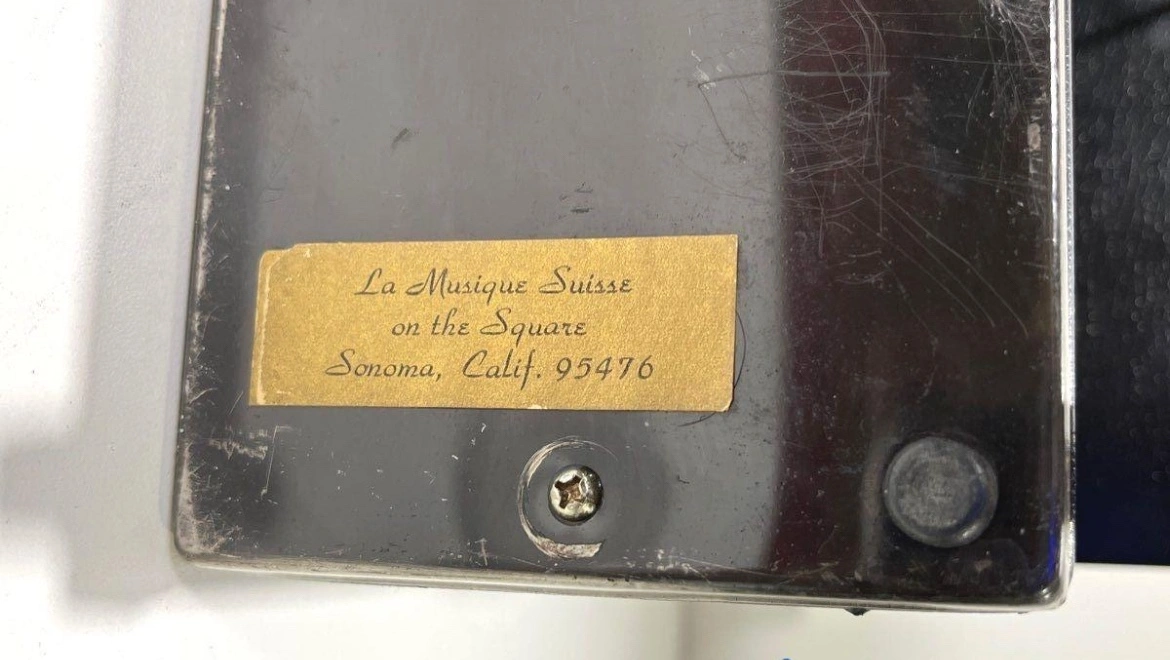 La Musique Suisse
on the Square
Sonoma, Calif. 95476